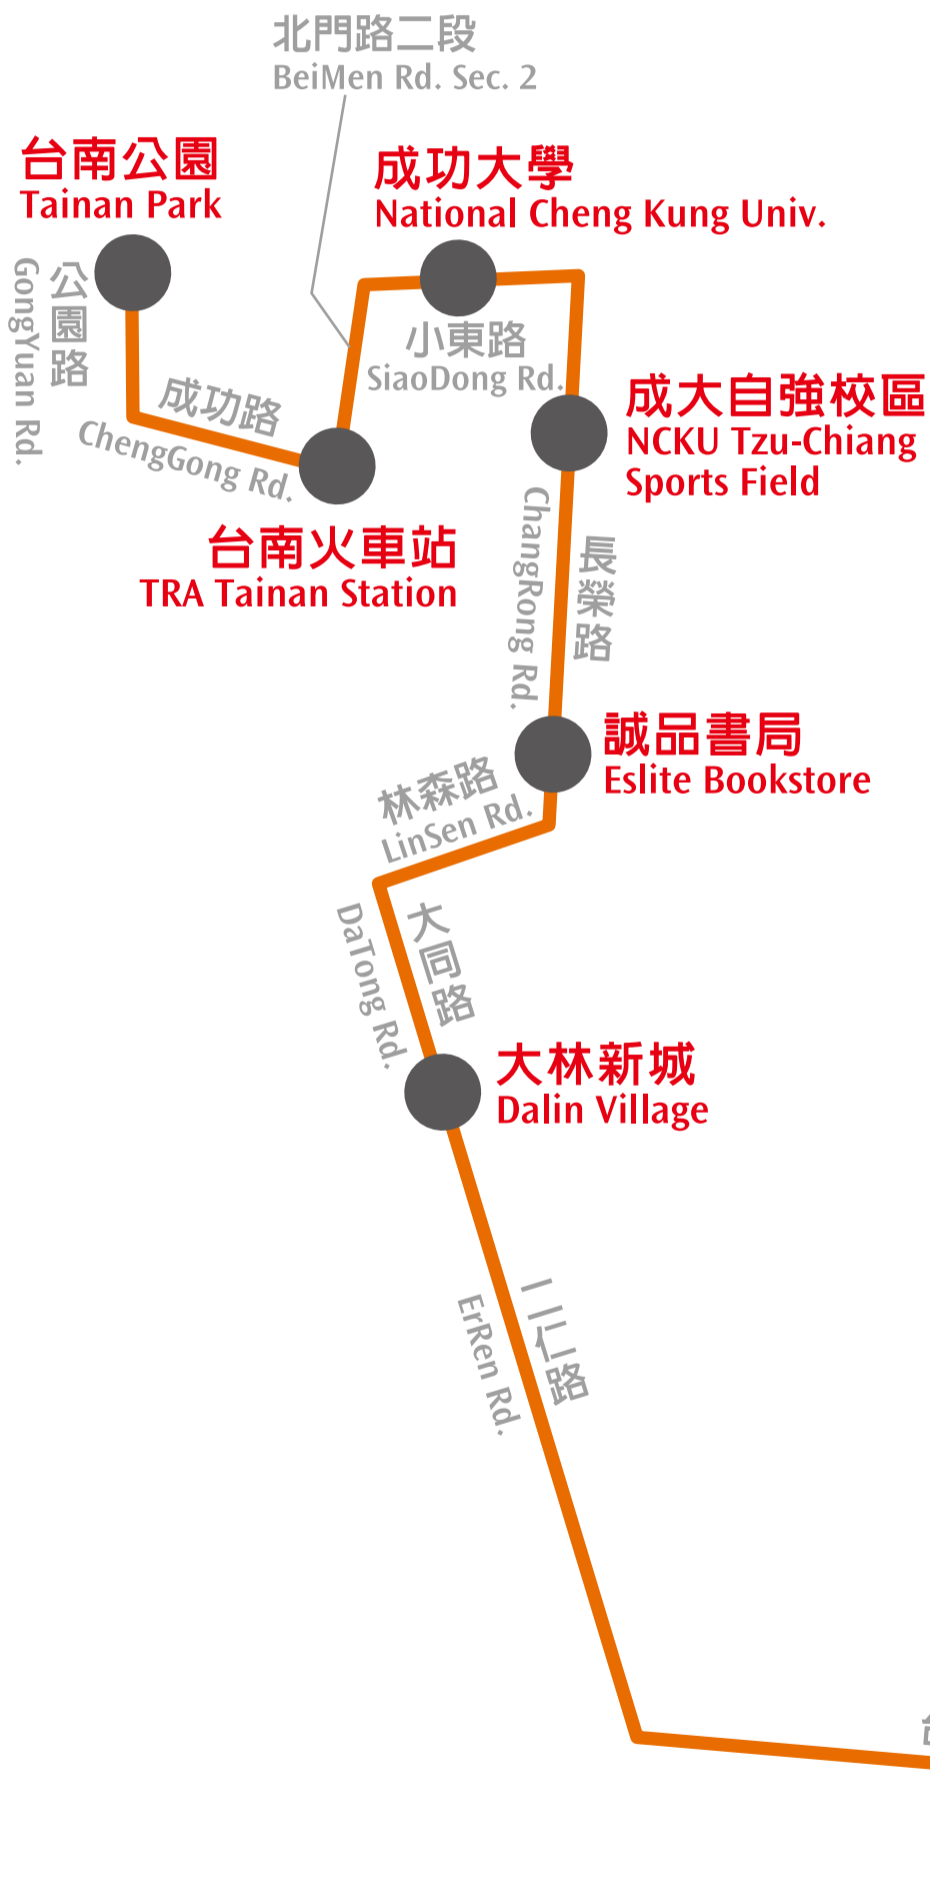 北門路二段
BeiMen Rd. Sec. 2
台南公園
Tainan Park
成功大學
National Cheng Kung Univ.
公園路
GongYuan Rd.
小東路
SiaoDong Rd.
成功路
ChengGong Rd.
成大自強校區
NCKU Tzu-Chiang
Sports Field
台南火車站
TRA Tainan Station
長榮路
ChangRong Rd.
誠品書局
Eslite Bookstore
林森路
LinSen Rd.
大同路
DaTong Rd.
大林新城
Dalin Village
二仁路
ErRen Rd.